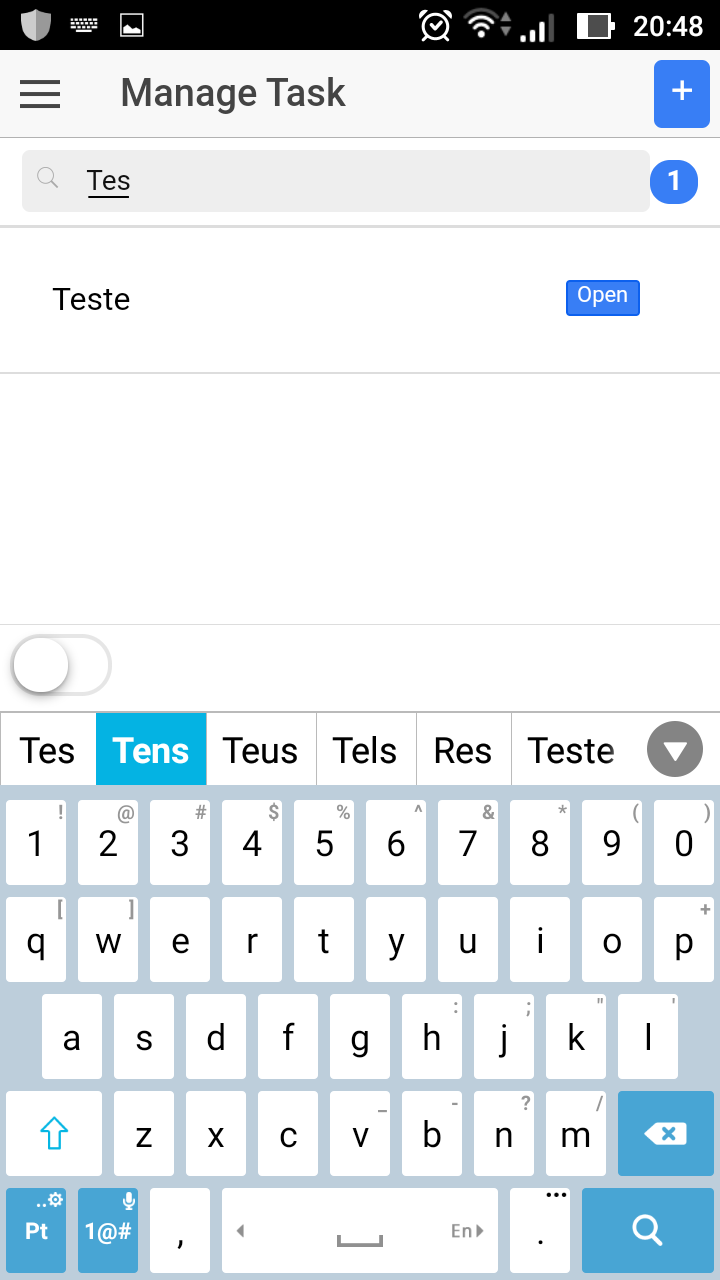 20:48
Manage Task +
Tes 1
Teste Open
Tes Tens Teus Tels Res Teste
! @ # $ % ^ & * ( )
1 2 3 4 5 6 7 8 9 0
[ ] +
q w e r t y u i o p
: ; " '
a s d f g h j k l
_ - ? /
z x c v b n m
.. ...
Pt 1@# , En .